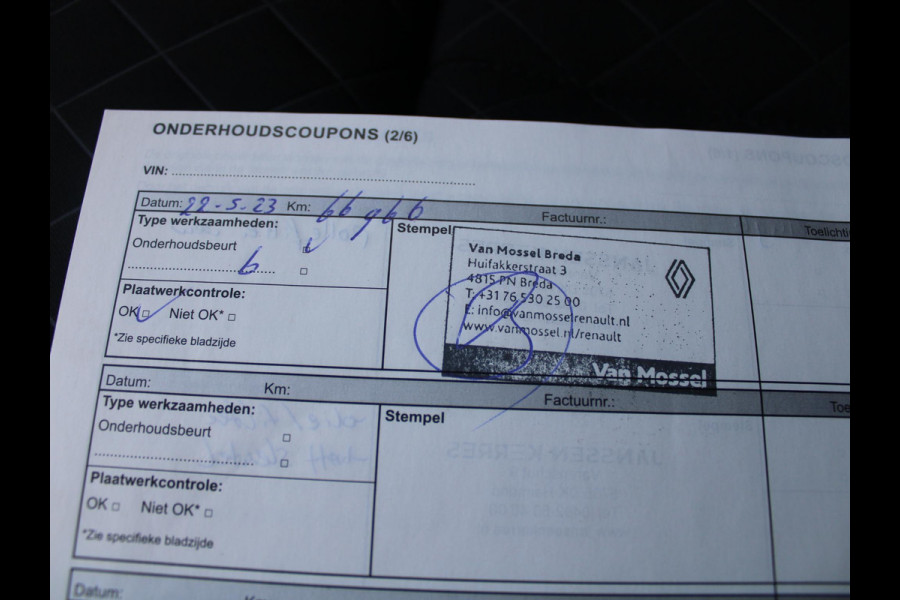 ONDERHOUDSCOUPONS (2/6)
VIN:
Datum: 22-5-23 Km: 66966 Factuurnr.:
Type werkzaamheden:
Onderhoudsbeurt
6
Plaatwerkcontrole:
OK □ Niet OK* □
*Zie specifieke bladzijde
Stempel
Van Mossel Breda
Huifakkerstraat 3
4815 PN Breda
T: +31 76 530 25 00
E: info@vanmosselrenault.nl
www.vanmossel.nl/renault
Van Mossel
Toelichtin
Datum: Km: Factuurnr.:
Type werkzaamheden:
Onderhoudsbeurt □
□
Plaatwerkcontrole:
OK □ Niet OK* □
*Zie specifieke bladzijde
Stempel
Toe
Datum: